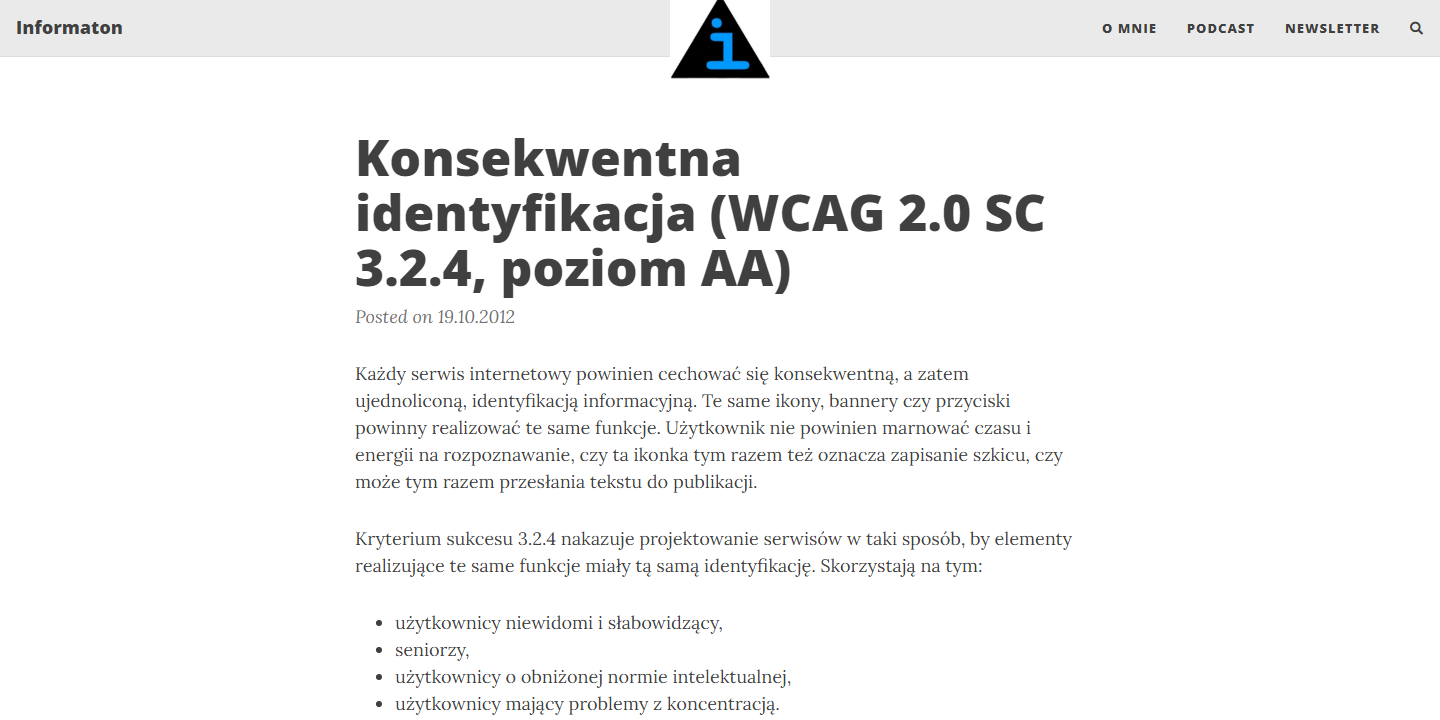 Informaton
i
O MNIE
PODCAST
NEWSLETTER
Konsekwentna
identyfikacja (WCAG 2.0 SC
3.2.4, poziom AA)
Posted on 19.10.2012
Każdy serwis internetowy powinien cechować się konsekwentną, a zatem
ujednoliconą, identyfikacją informacyjną. Te same ikony, bannery czy przyciski
powinny realizować te same funkcje. Użytkownik nie powinien marnować czasu i
energii na rozpoznawanie, czy ta ikonka tym razem też oznacza zapisanie szkicu, czy
może tym razem przesłania tekstu do publikacji.
Kryterium sukcesu 3.2.4 nakazuje projektowanie serwisów w taki sposób, by elementy
realizujące te same funkcje miały tą samą identyfikację. Skorzystają na tym:
• użytkownicy niewidomi i słabowidzący,
• seniorzy,
• użytkownicy o obniżonej normie intelektualnej,
• użytkownicy mający problemy z koncentracją.